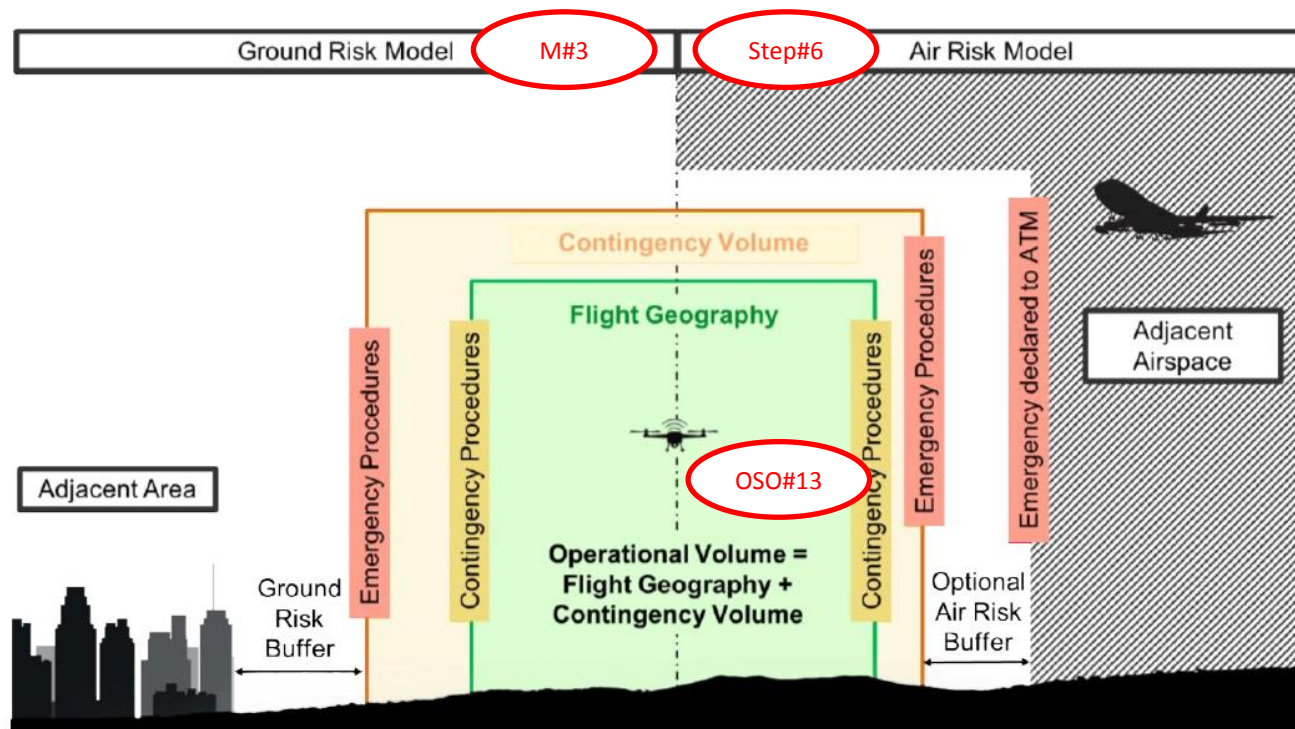 Ground Risk Model
M#3
Step#6
Air Risk Model
Contingency Volume
Flight Geography
Emergency Procedures
Contingency Procedures
Contingency Procedures
Emergency Procedures
Emergency declared to ATM
Adjacent
Airspace
OSO#13
Adjacent Area
Operational Volume =
Flight Geography +
Contingency Volume
Ground
Risk
Buffer
Optional
Air Risk
Buffer